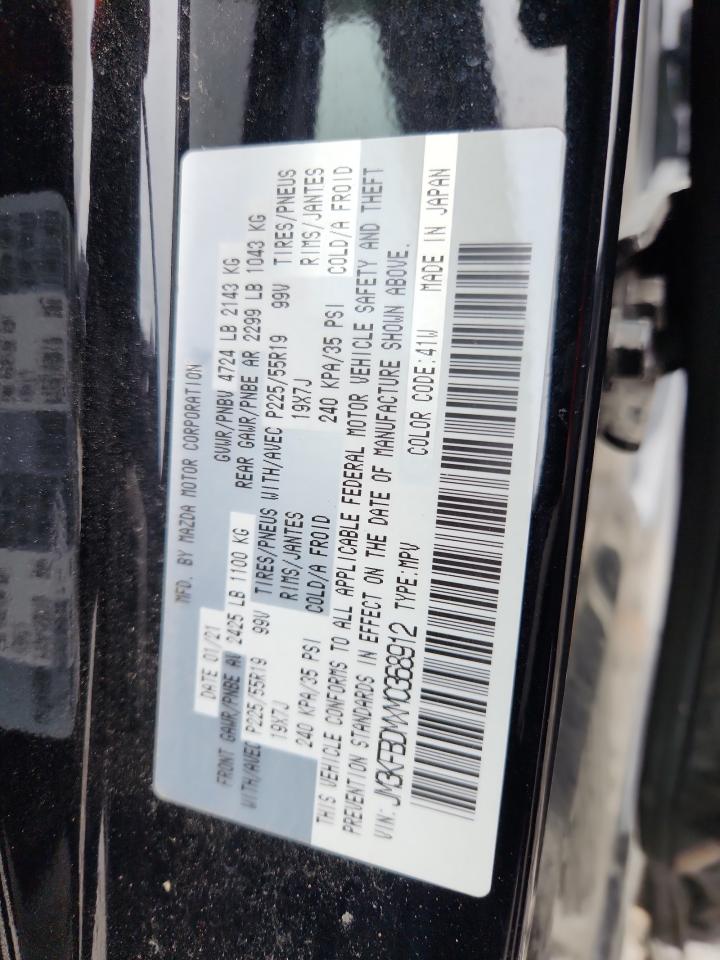 MFD. BY MAZDA MOTOR CORPORATION
DATE 01/21 GVWR/PNBV 4724 LB 2143 KG
FRONT GAWR/PNBE AV 2425 LB 1100 KG REAR GAWR/PNBE AR 2299 LB 1043 KG
WITH/AVEC P225/55R19 99V TIRES/PNEUS WITH/AVEC P225/55R19 99V TIRES/PNEUS
19X7J RIMS/JANTES 19X7J RIMS/JANTES
240 KPA/35 PSI COLD/A FROID 240 KPA/35 PSI COLD/A FROID
THIS VEHICLE CONFORMS TO ALL APPLICABLE FEDERAL MOTOR VEHICLE SAFETY AND THEFT
PREVENTION STANDARDS IN EFFECT ON THE DATE OF MANUFACTURE SHOWN ABOVE.
VIN: JM3KFBDMXM0368912 TYPE:MPV COLOR CODE:41W MADE IN JAPAN